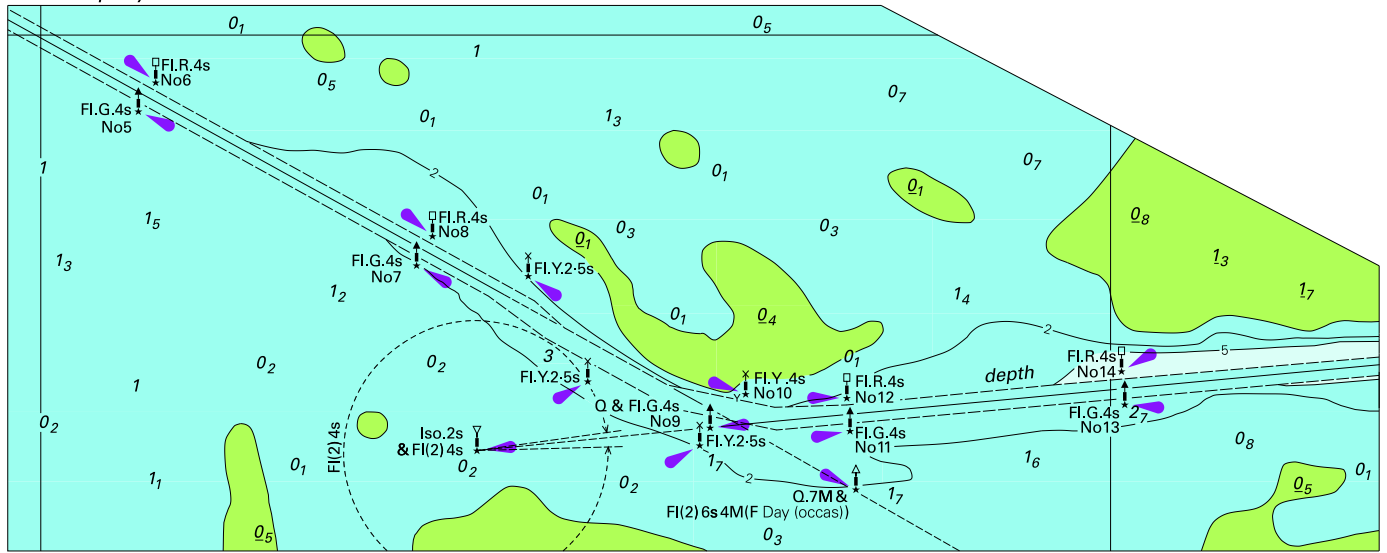 0₁
0₅
1
Fl.R.4s
No6
0₅
0₇
Fl.G.4s
No5
0₁
1₃
1
0₇
0₁
0₁
0₁
0₈
1₅
2
Fl.R.4s
No8
0₁
0₃
0₃
Fl.G.4s
No7
1₃
Fl.Y.2·5s
1₃
1₂
1₄
1₇
0₁
0₄
2
0₂
0₂
3
0₁
5
Fl.R.4s
No14
depth
1
Fl.Y.2·5s
Fl.Y.4s
No10
Fl.R.4s
No12
Q & Fl.G.4s
No9
Fl.G.4s
No13
2₇
0₂
Fl(2)4s
Iso.2s
& Fl(2)4s
Fl.Y.2·5s
Fl.G.4s
No11
0₈
0₁
0₂
1₇
1₆
0₁
1₁
0₂
2
Q.7M &
1₇
0₅
Fl(2)6s4M(F Day (occas))
0₅
0₃